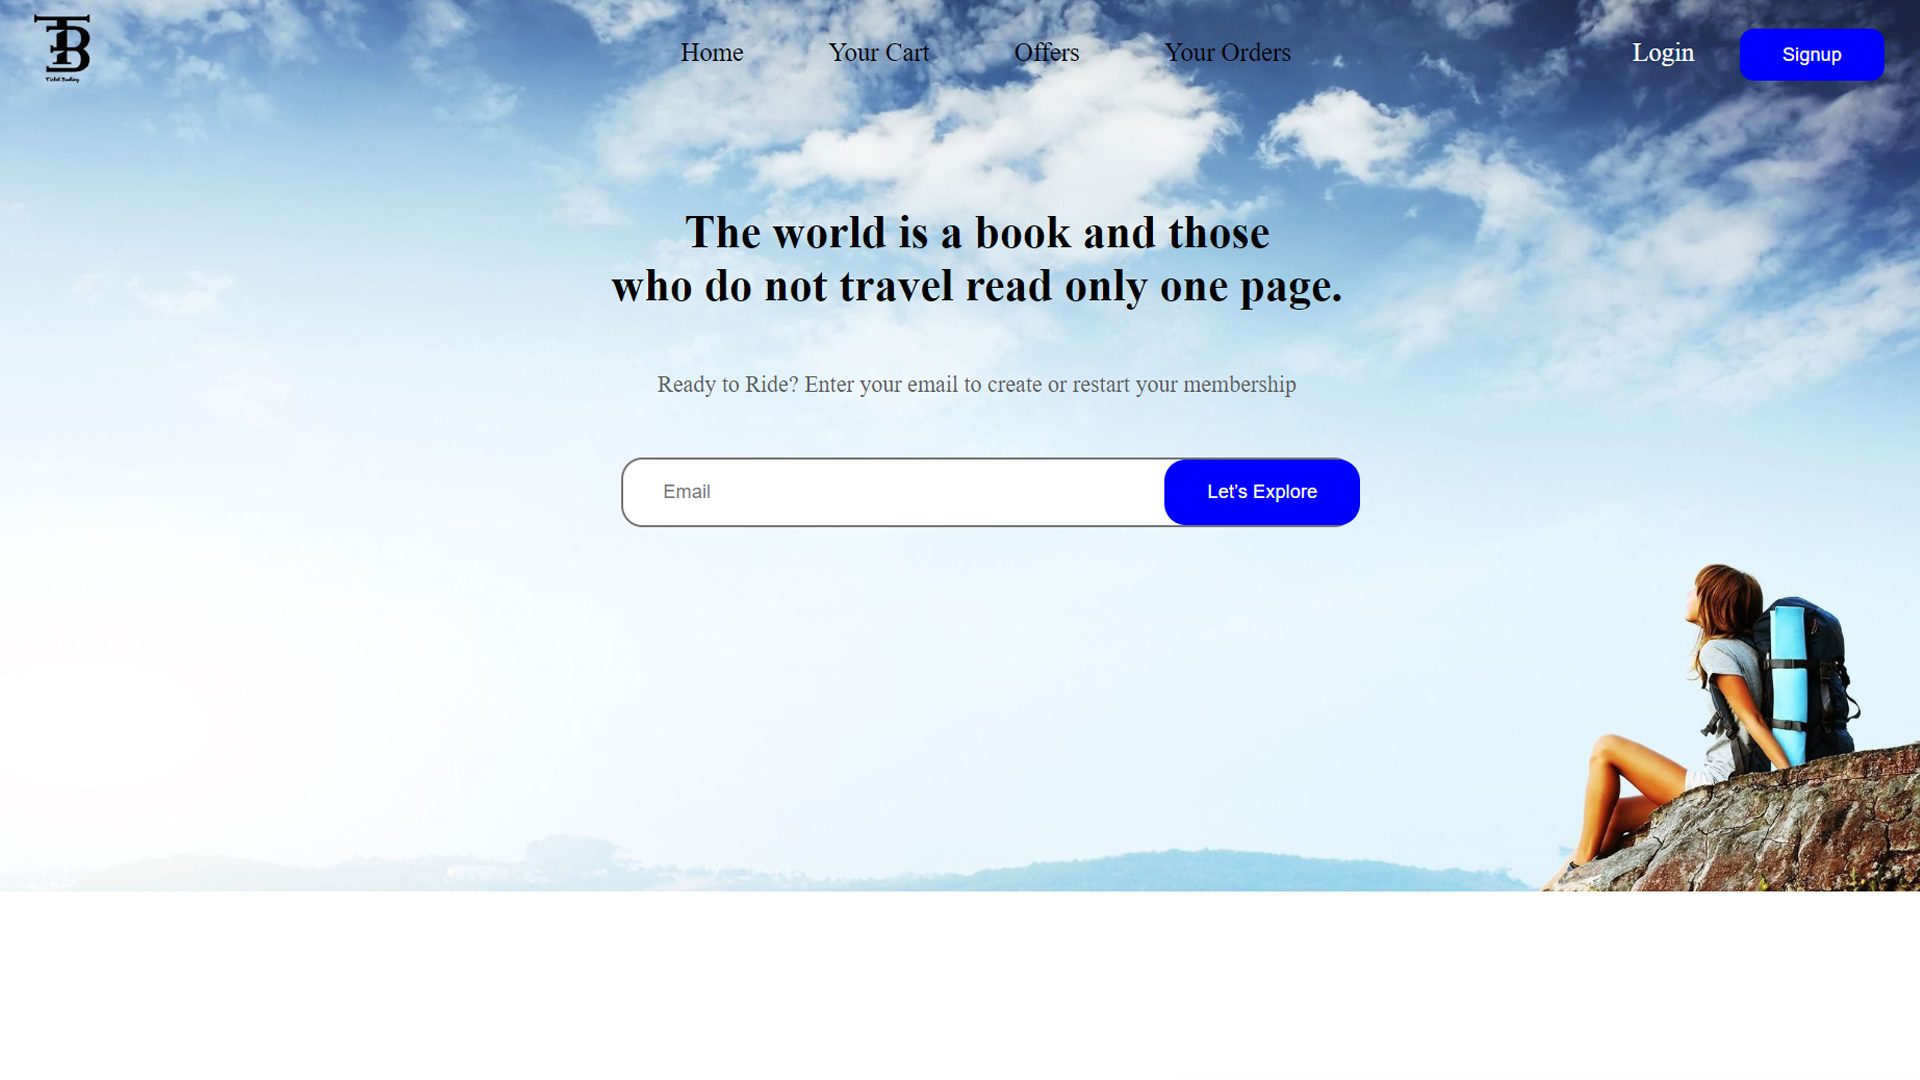 TB
Ticket Booking
Home
Your Cart
Offers
Your Orders
Login
Signup
The world is a book and those
who do not travel read only one page.
Ready to Ride? Enter your email to create or restart your membership
Email
Let's Explore